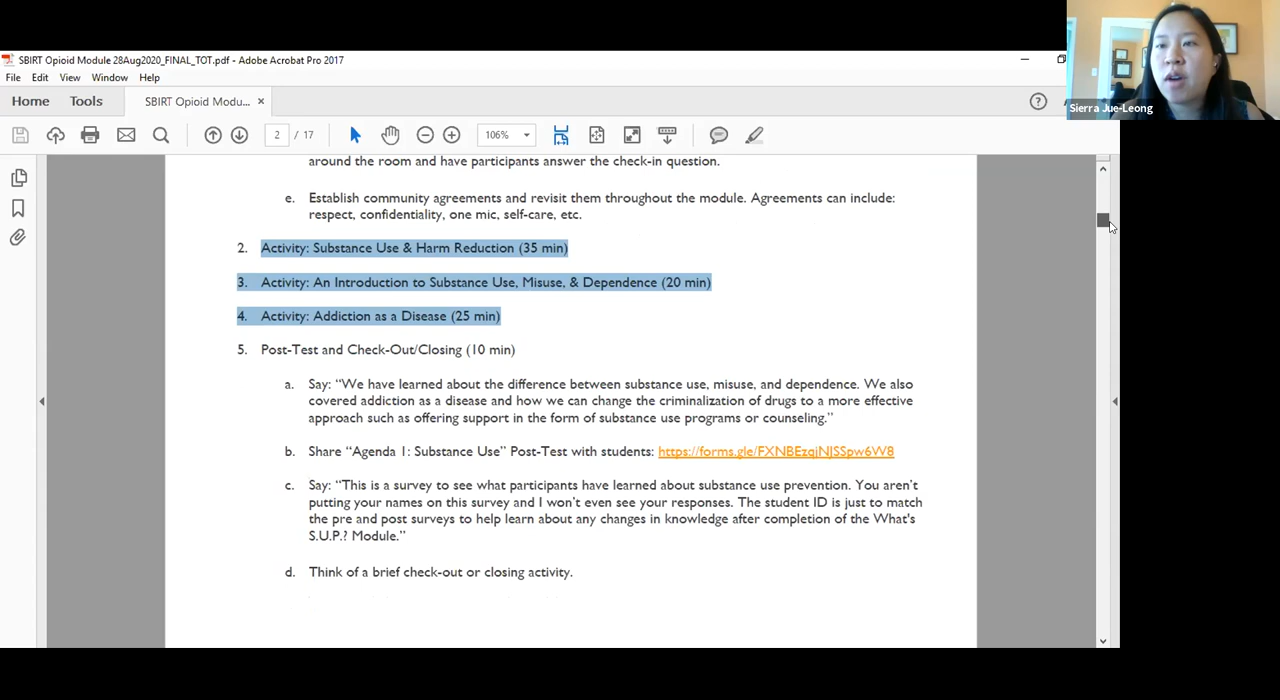 SBIRT Opioid Module 28Aug2020_FINAL_TOT.pdf - Adobe Acrobat Pro 2017
File Edit View Window Help
Home Tools SBIRT Opioid Modu... ×
2 / 17 106%
Sierra Jue-Leong
around the room and have participants answer the check-in question.
e. Establish community agreements and revisit them throughout the module. Agreements can include:
respect, confidentiality, one mic, self-care, etc.
2. Activity: Substance Use & Harm Reduction (35 min)
3. Activity: An Introduction to Substance Use, Misuse, & Dependence (20 min)
4. Activity: Addiction as a Disease (25 min)
5. Post-Test and Check-Out/Closing (10 min)
a. Say: “We have learned about the difference between substance use, misuse, and dependence. We also
covered addiction as a disease and how we can change the criminalization of drugs to a more effective
approach such as offering support in the form of substance use programs or counseling.”
b. Share “Agenda 1: Substance Use” Post-Test with students: https://forms.gle/FXNBEzqjNJSSpw6W8
c. Say: “This is a survey to see what participants have learned about substance use prevention. You aren’t
putting your names on this survey and I won’t even see your responses. The student ID is just to match
the pre and post surveys to help learn about any changes in knowledge after completion of the What’s
S.U.P.? Module.”
d. Think of a brief check-out or closing activity.